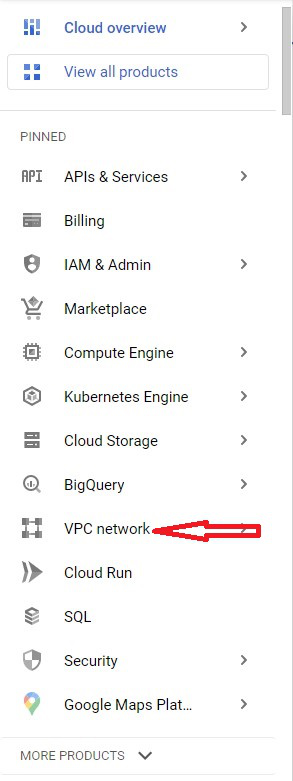 Cloud overview
View all products
PINNED
API APIs & Services
Billing
IAM & Admin
Marketplace
Compute Engine
Kubernetes Engine
Cloud Storage
BigQuery
VPC network
Cloud Run
SQL
Security
Google Maps Plat...
MORE PRODUCTS